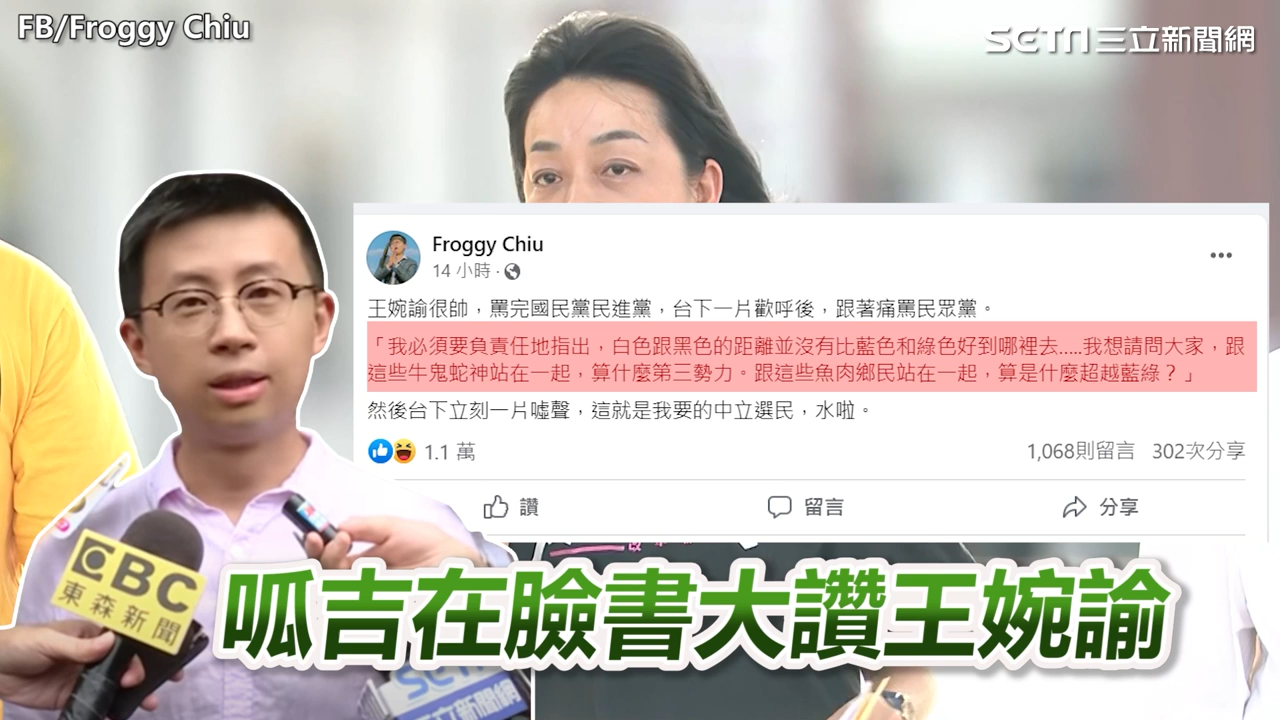 FB/Froggy Chiu
SETN三立新聞網
Froggy Chiu
14 小時 ·
王婉諭很帥，罵完國民黨民進黨，台下一片歡呼後，跟著痛罵民眾黨。
「我必須要負責任地指出，白色跟黑色的距離並沒有比藍色和綠色好到哪裡去.....我想請問大家，跟
這些牛鬼蛇神站在一起，算什麼第三勢力。跟這些魚肉鄉民站在一起，算是什麼超越藍綠？」
然後台下立刻一片噓聲，這就是我要的中立選民，水啦。
1.1 萬
1,068則留言 302次分享
讚 留言 分享
EBC
東森新聞
呱吉在臉書大讚王婉諭
SETN
三立新聞網